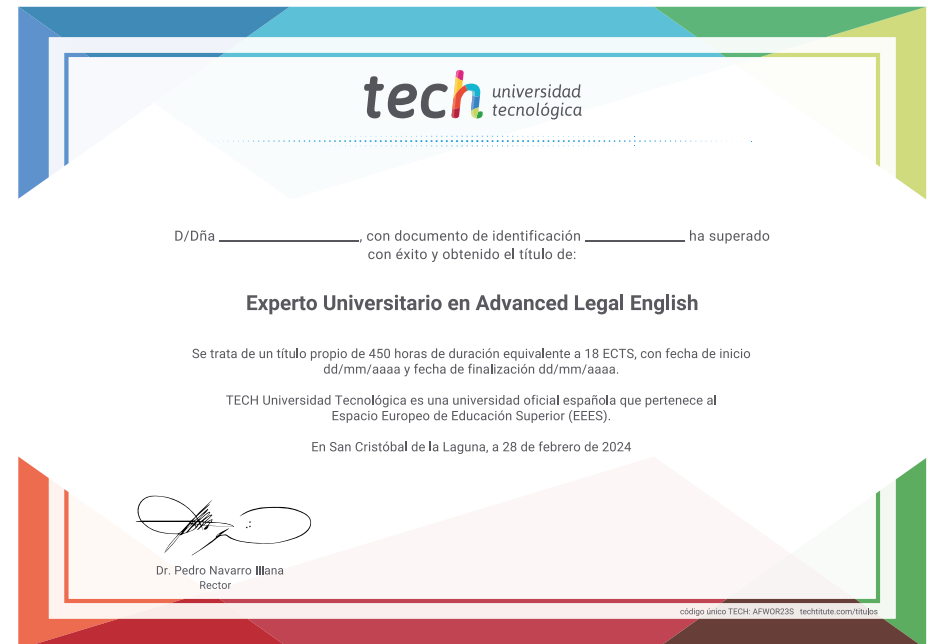 tech universidad
tecnológica
D/Dña ____________________, con documento de identificación ______________ ha superado
con éxito y obtenido el título de:
Experto Universitario en Advanced Legal English
Se trata de un título propio de 450 horas de duración equivalente a 18 ECTS, con fecha de inicio
dd/mm/aaaa y fecha de finalización dd/mm/aaaa.
TECH Universidad Tecnológica es una universidad oficial española que pertenece al
Espacio Europeo de Educación Superior (EEES).
En San Cristóbal de la Laguna, a 28 de febrero de 2024
Dr. Pedro Navarro Illana
Rector
código único TECH: AFWOR23S techtitute.com/titulos